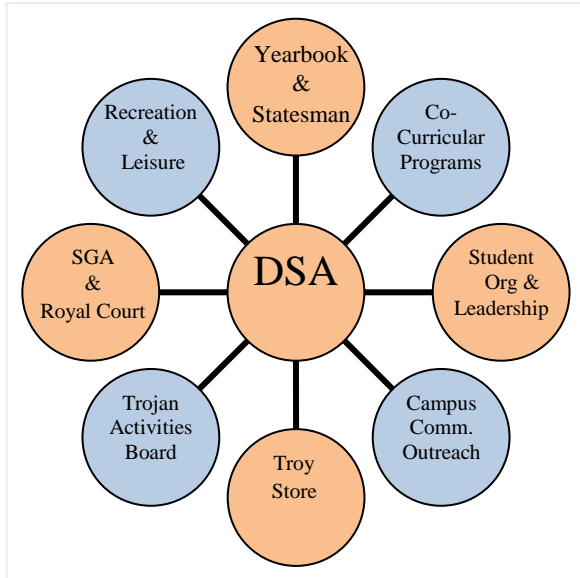 Yearbook
&
Statesman
Recreation
&
Leisure
Co-
Curricular
Programs
DSA
SGA
&
Royal Court
Student
Org &
Leadership
Trojan
Activities
Board
Campus
Comm.
Outreach
Troy
Store